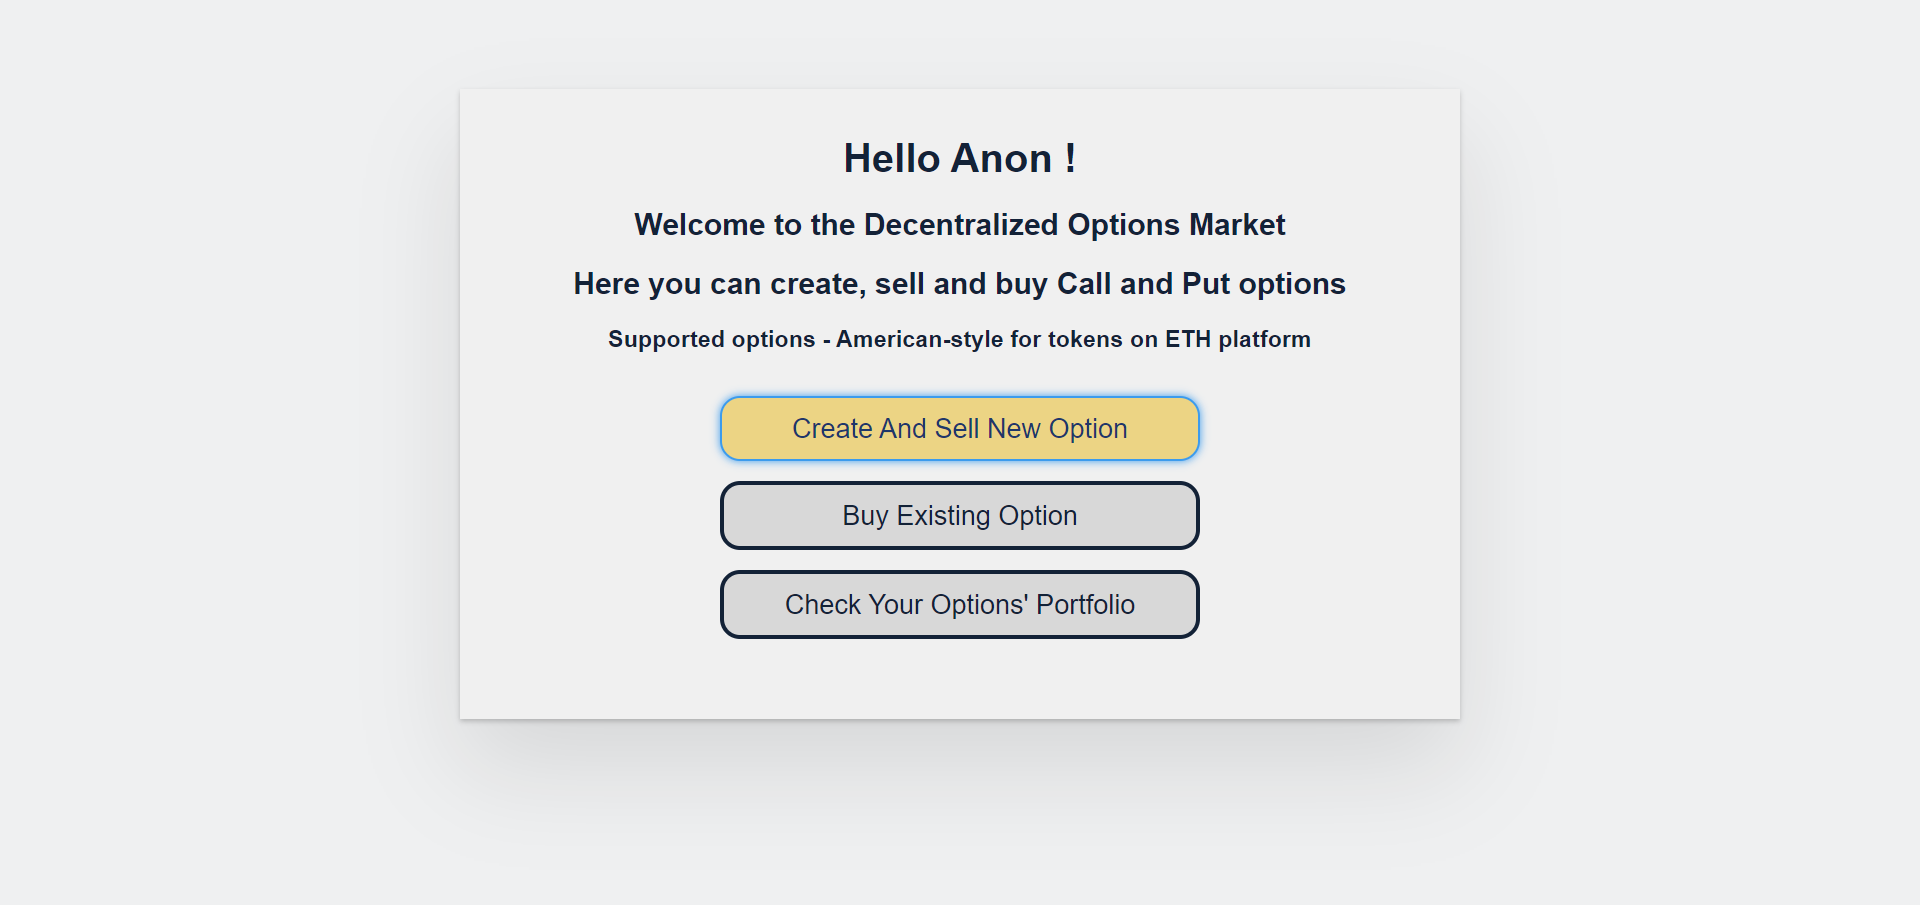 Hello Anon !
Welcome to the Decentralized Options Market
Here you can create, sell and buy Call and Put options
Supported options - American-style for tokens on ETH platform
Create And Sell New Option
Buy Existing Option
Check Your Options' Portfolio